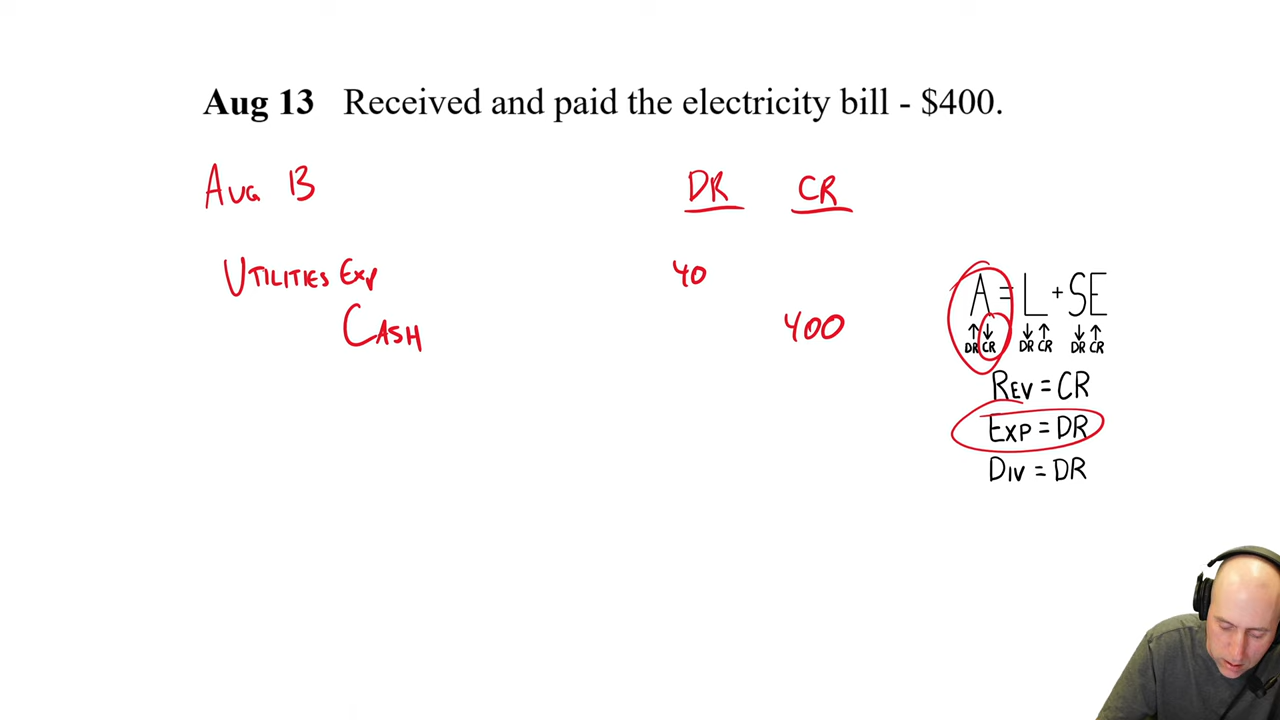 Aug 13 Received and paid the electricity bill - $400.
Aug 13 DR CR
Utilities Exp 40
Cash 400
A = L + SE
↑ ↓ ↓ ↑ ↓ ↑
DR CR DR CR DR CR
Rev = CR
Exp = DR
Div = DR